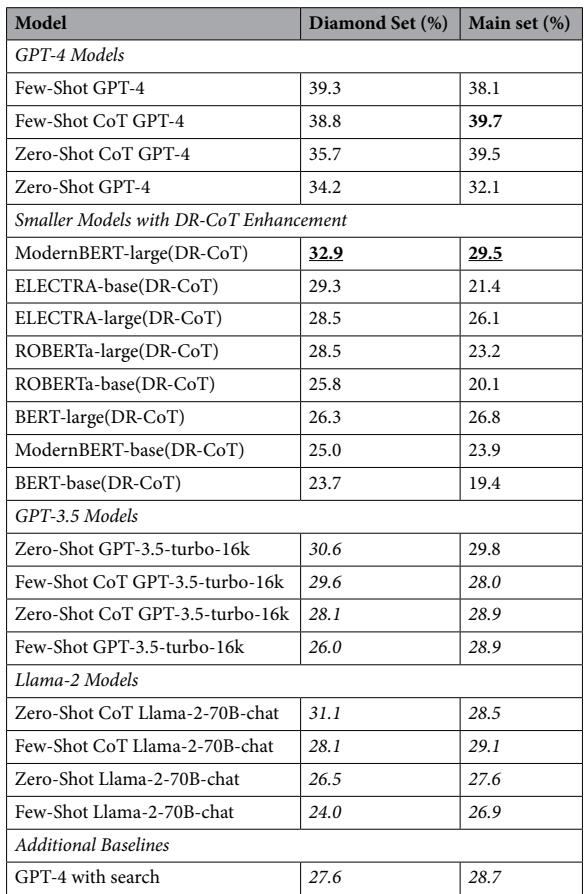 Model Diamond Set (%) Main set (%)
GPT-4 Models
Few-Shot GPT-4 39.3 38.1
Few-Shot CoT GPT-4 38.8 39.7
Zero-Shot CoT GPT-4 35.7 39.5
Zero-Shot GPT-4 34.2 32.1
Smaller Models with DR-CoT Enhancement
ModernBERT-large(DR-CoT) 32.9 29.5
ELECTRA-base(DR-CoT) 29.3 21.4
ELECTRA-large(DR-CoT) 28.5 26.1
ROBERTa-large(DR-CoT) 28.5 23.2
ROBERTa-base(DR-CoT) 25.8 20.1
BERT-large(DR-CoT) 26.3 26.8
ModernBERT-base(DR-CoT) 25.0 23.9
BERT-base(DR-CoT) 23.7 19.4
GPT-3.5 Models
Zero-Shot GPT-3.5-turbo-16k 30.6 29.8
Few-Shot CoT GPT-3.5-turbo-16k 29.6 28.0
Zero-Shot CoT GPT-3.5-turbo-16k 28.1 28.9
Few-Shot GPT-3.5-turbo-16k 26.0 28.9
Llama-2 Models
Zero-Shot CoT Llama-2-70B-chat 31.1 28.5
Few-Shot CoT Llama-2-70B-chat 28.1 29.1
Zero-Shot Llama-2-70B-chat 26.5 27.6
Few-Shot Llama-2-70B-chat 24.0 26.9
Additional Baselines
GPT-4 with search 27.6 28.7